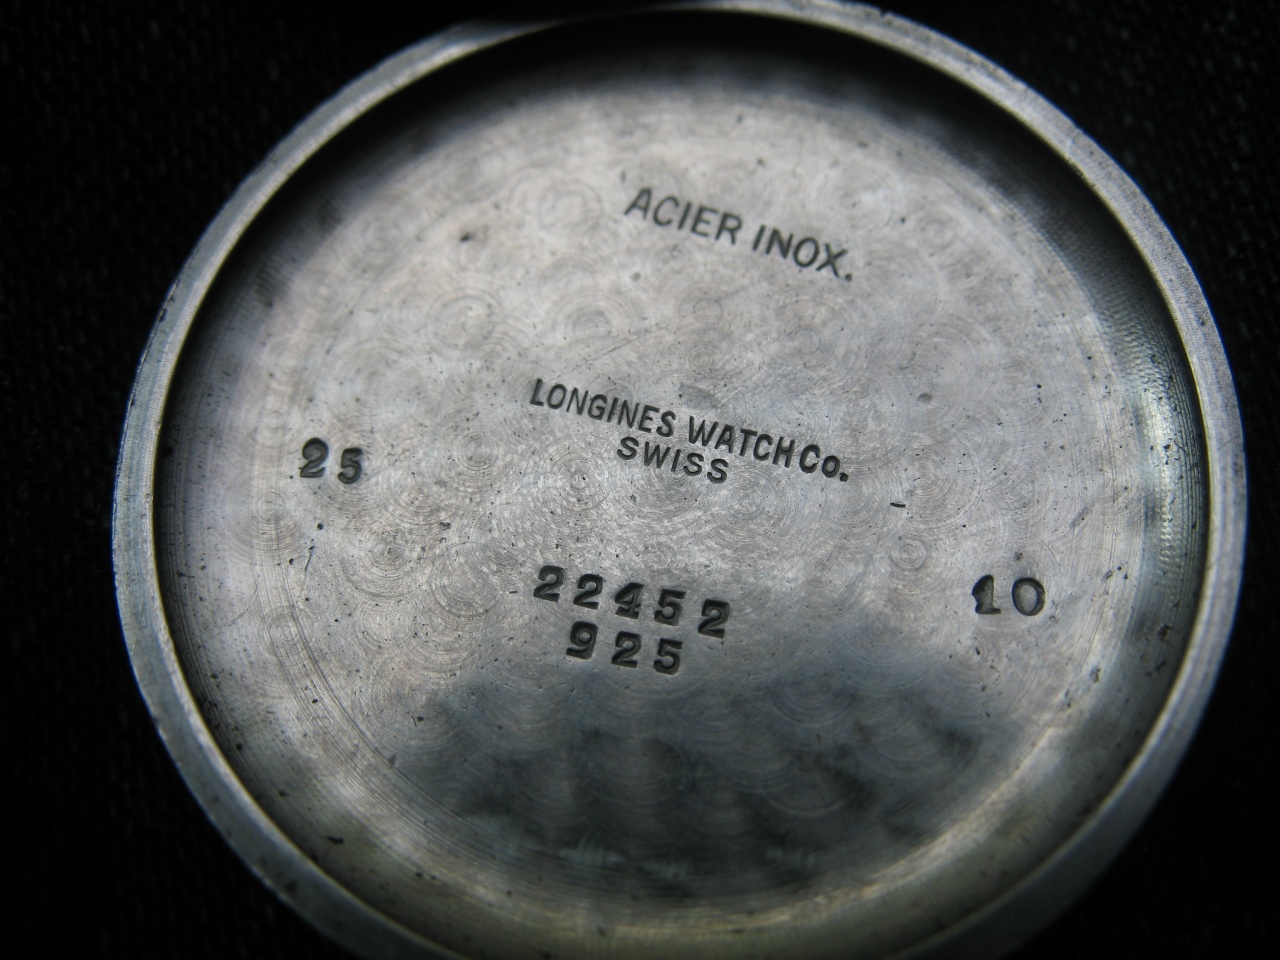 ACIER INOX.
LONGINES WATCH Co.
SWISS
25
22452
925
10